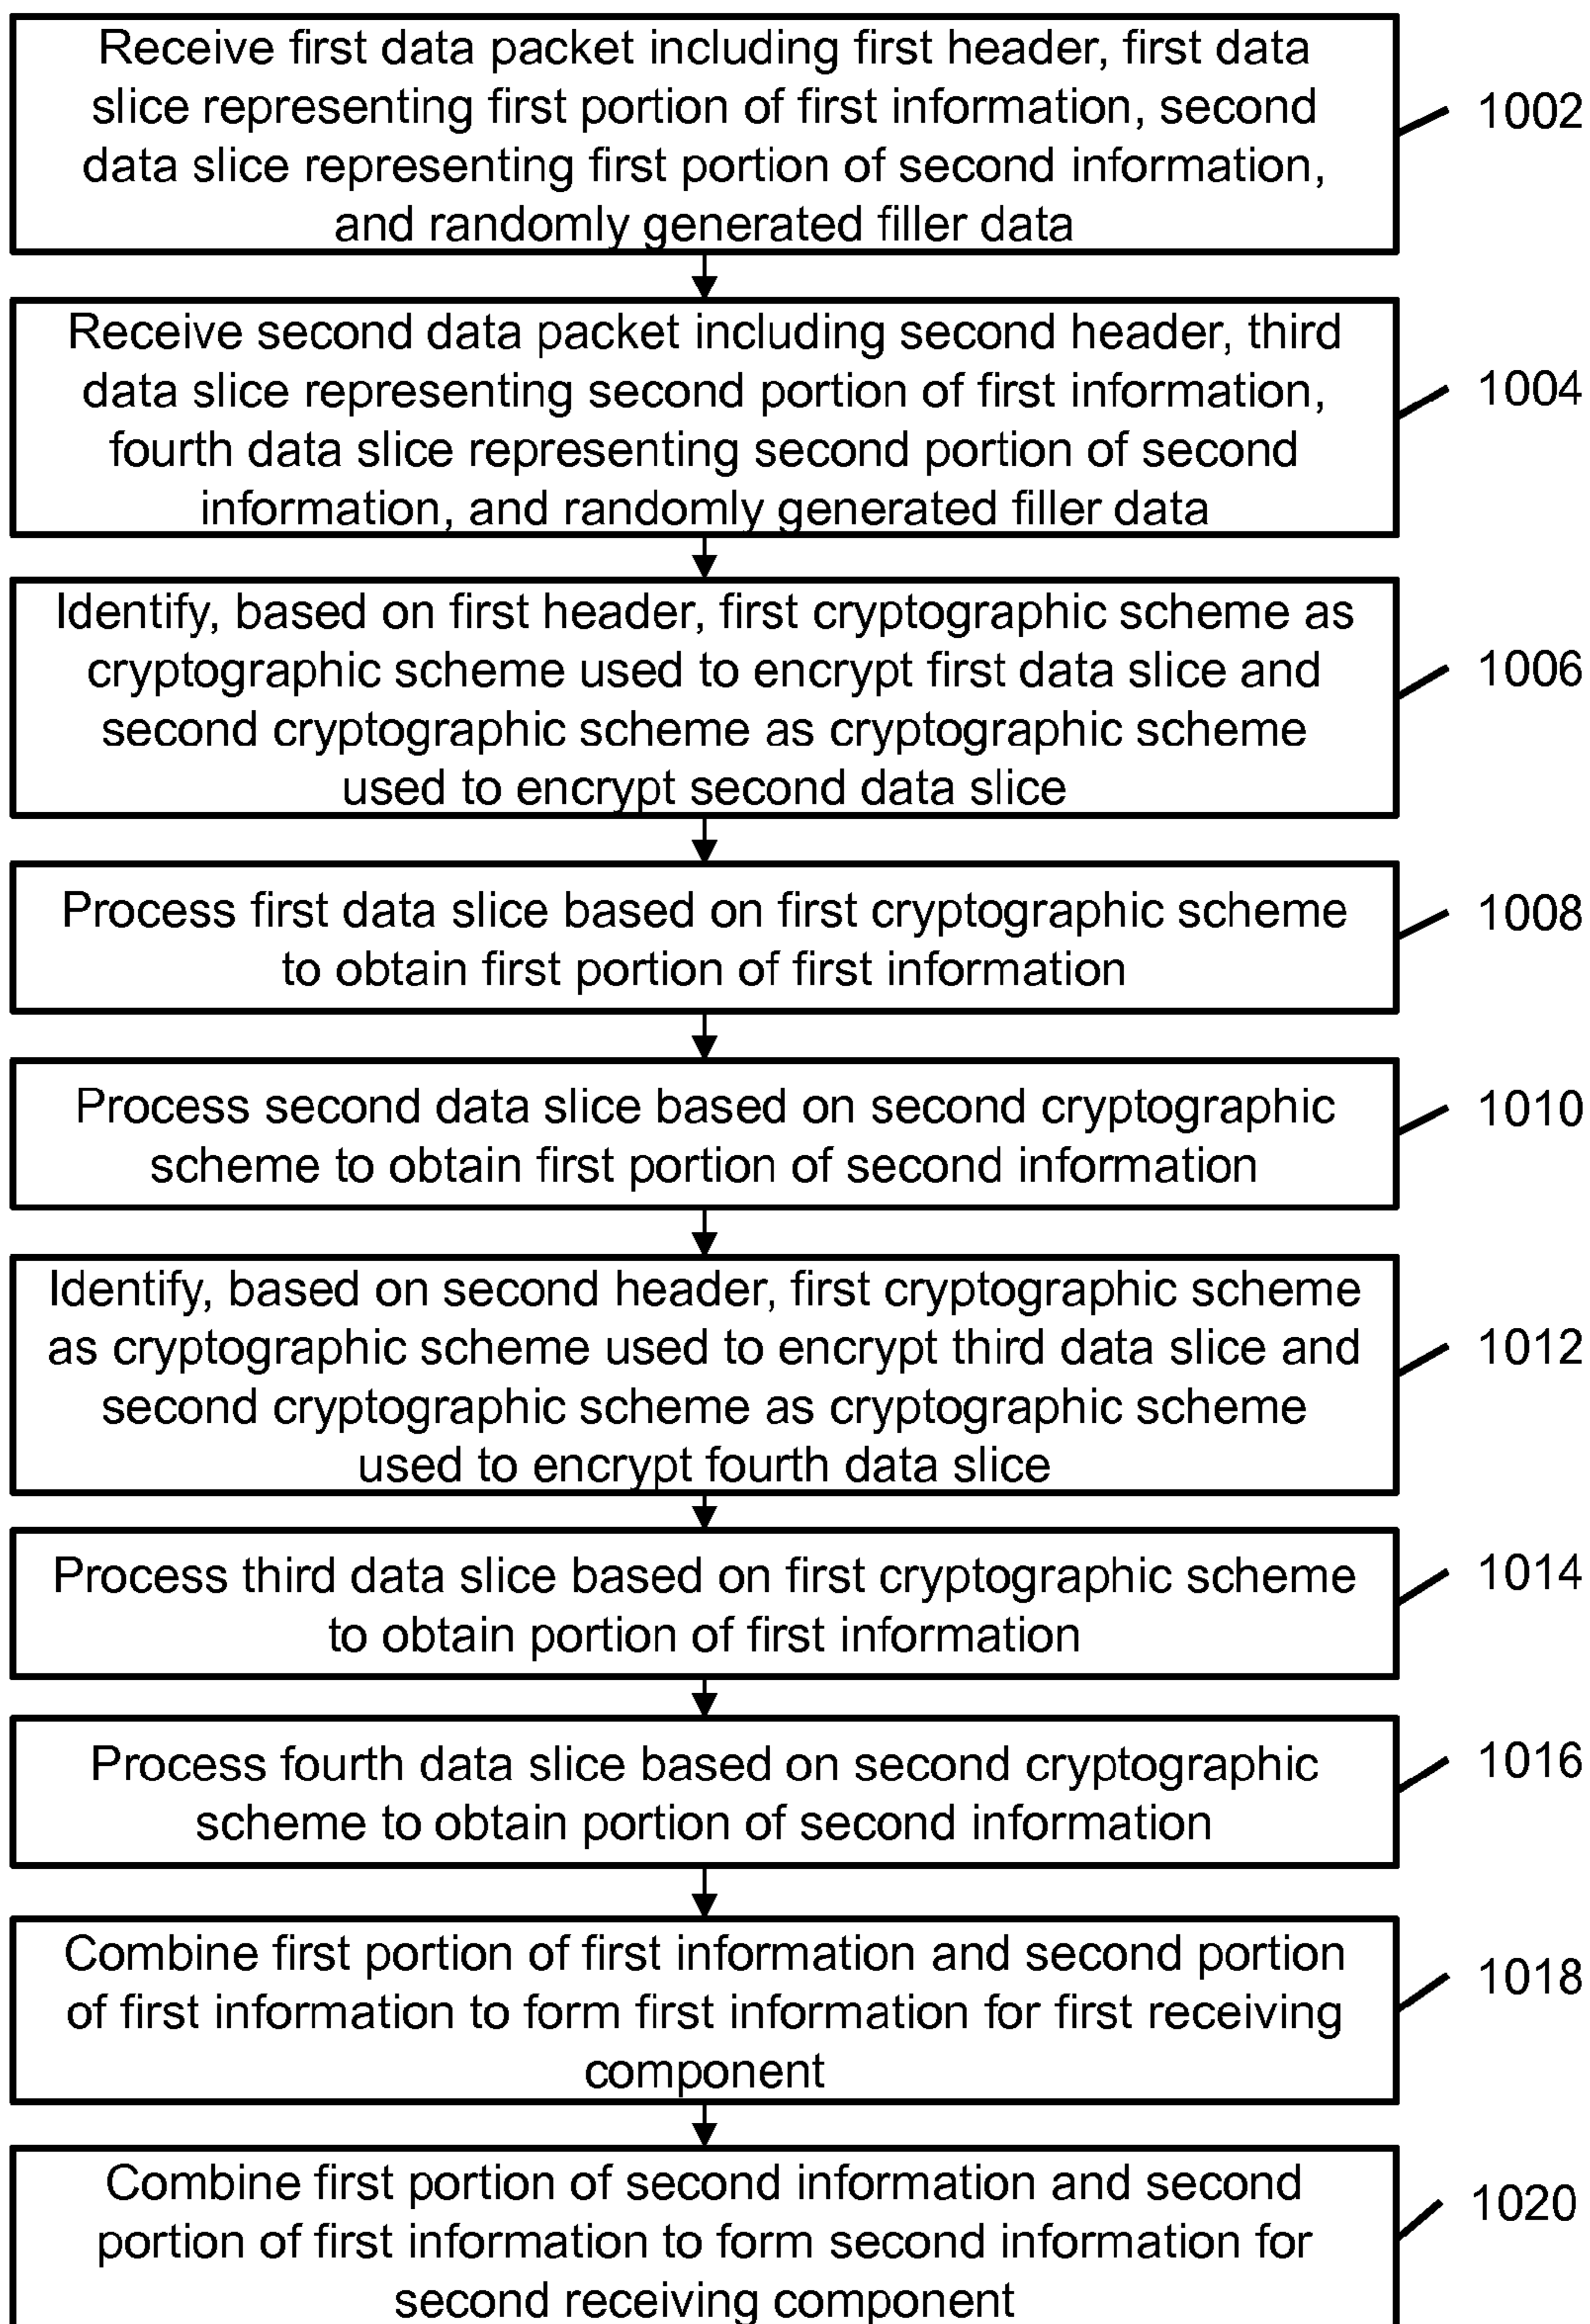 Receive first data packet including first header, first data
slice representing first portion of first information, second
data slice representing first portion of second information,
and randomly generated filler data
1002
Receive second data packet including second header, third
data slice representing second portion of first information,
fourth data slice representing second portion of second
information, and randomly generated filler data
1004
Identify, based on first header, first cryptographic scheme as
cryptographic scheme used to encrypt first data slice and
second cryptographic scheme as cryptographic scheme
used to encrypt second data slice
1006
Process first data slice based on first cryptographic scheme
to obtain first portion of first information
1008
Process second data slice based on second cryptographic
scheme to obtain first portion of second information
1010
Identify, based on second header, first cryptographic scheme
as cryptographic scheme used to encrypt third data slice and
second cryptographic scheme as cryptographic scheme
used to encrypt fourth data slice
1012
Process third data slice based on first cryptographic scheme
to obtain portion of first information
1014
Process fourth data slice based on second cryptographic
scheme to obtain portion of second information
1016
Combine first portion of first information and second portion
of first information to form first information for first receiving
component
1018
Combine first portion of second information and second
portion of first information to form second information for
second receiving component
1020